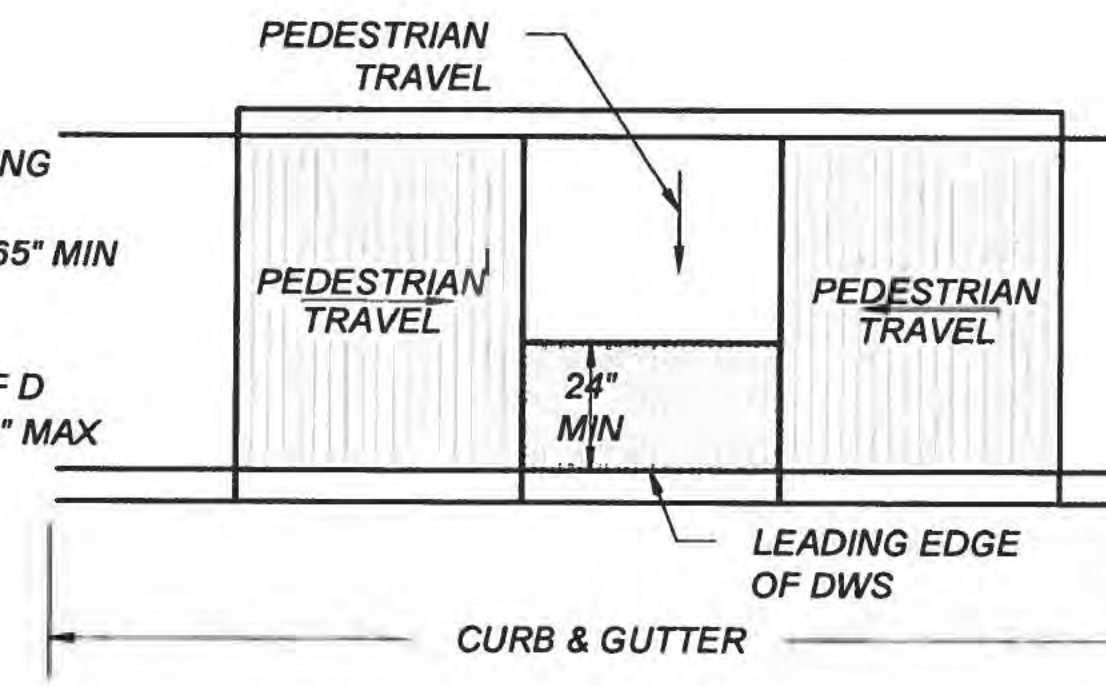 PEDESTRIAN
TRAVEL
NG
65" MIN
PEDESTRIAN
TRAVEL
PEDESTRIAN
TRAVEL
F D
" MAX
24"
MIN
LEADING EDGE
OF DWS
CURB & GUTTER